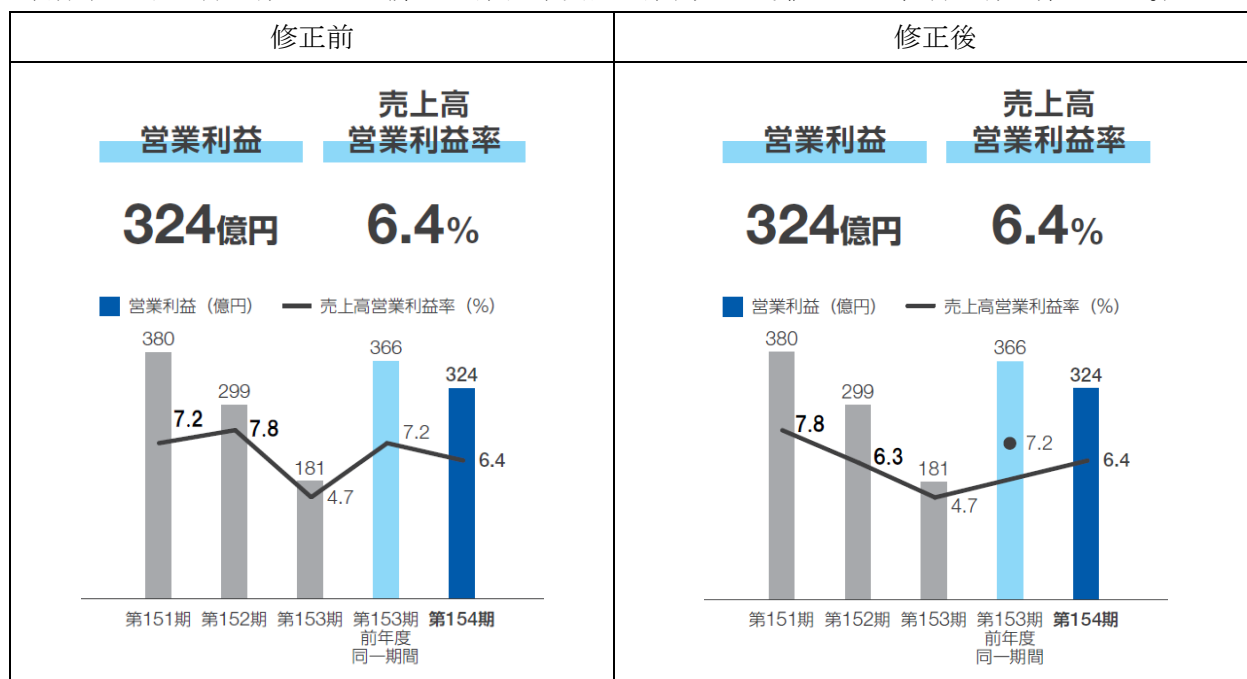 修正前
売上高
営業利益 営業利益率
324億円 6.4%
営業利益（億円） 売上高営業利益率（%）
380
366
324
299
7.2 7.8
7.2
6.4
181
4.7
第151期 第152期 第153期 第153期 第154期
前年度
同一期間
修正後
売上高
営業利益 営業利益率
324億円 6.4%
営業利益（億円） 売上高営業利益率（%）
380
366
324
299
7.8
7.2
6.3
6.4
181
4.7
第151期 第152期 第153期 第153期 第154期
前年度
同一期間